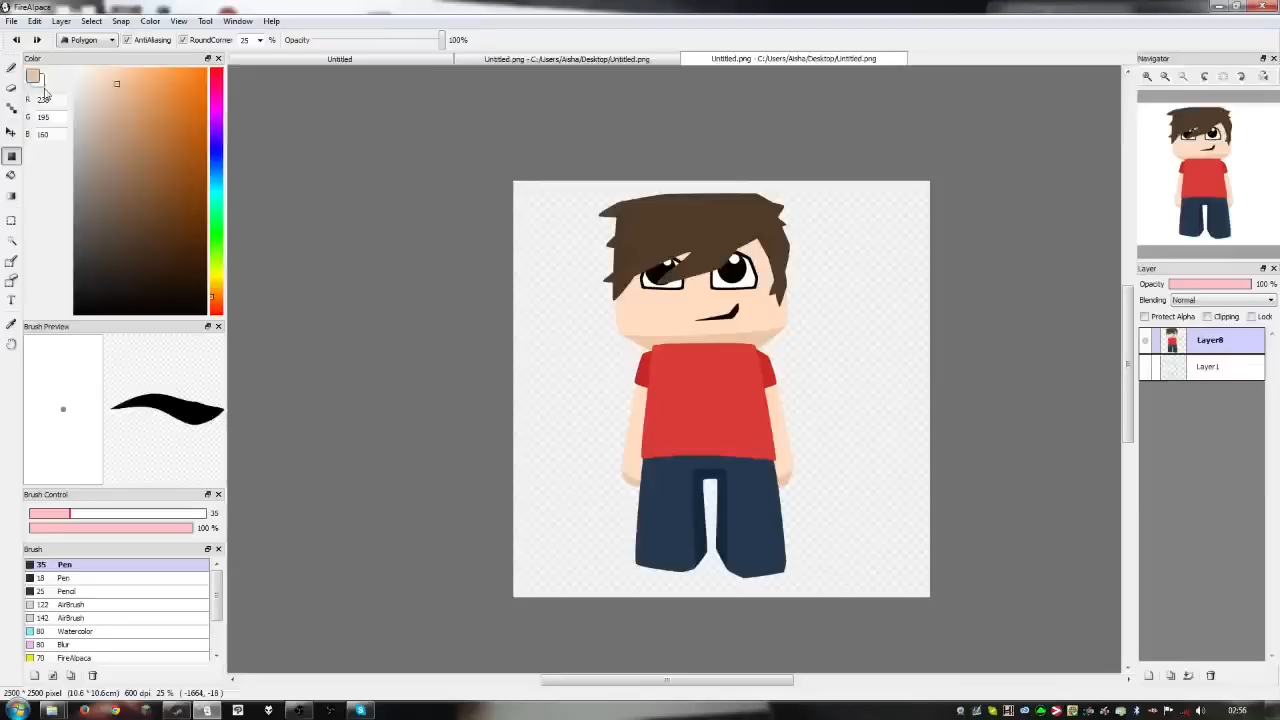 FireAlpaca
File Edit Layer Select Snap Color View Tool Window Help
Polygon AntiAliasing RoundCorner 25 % Opacity 100%
Color
Untitled
Untitled.png - C:/Users/Aisha/Desktop/Untitled.png
Untitled.png - C:/Users/Aisha/Desktop/Untitled.png
Navigator
R
G 195
B 160
Brush Preview
Brush Control
35
100 %
Brush
35 Pen
18 Pen
25 Pencil
122 AirBrush
142 AirBrush
80 Watercolor
80 Blur
70 FireAlpaca
Layer
Opacity 100 %
Blending Normal
Protect Alpha Clipping Lock
Layer8
Layer1
2500 * 2500 pixel (10.6 * 10.6cm) 600 dpi 25 % (-1664, -18)
02:56